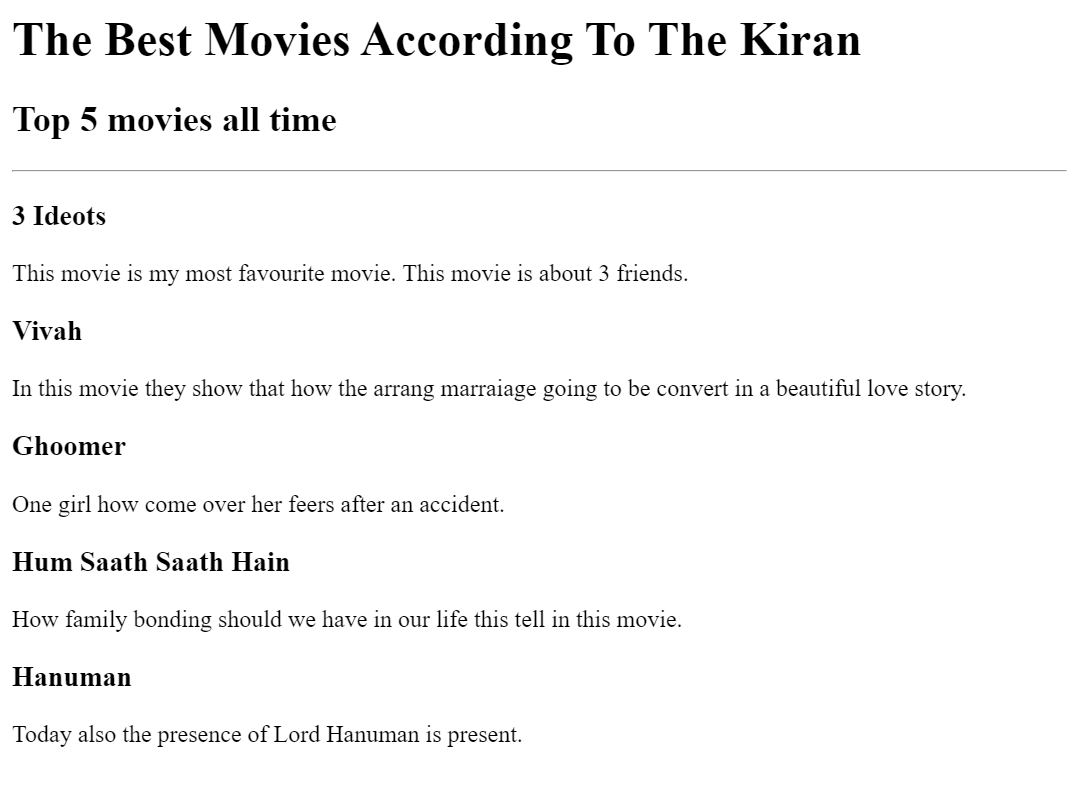 The Best Movies According To The Kiran
Top 5 movies all time
3 Ideots
This movie is my most favourite movie. This movie is about 3 friends.
Vivah
In this movie they show that how the arrang marraiage going to be convert in a beautiful love story.
Ghoomer
One girl how come over her feers after an accident.
Hum Saath Saath Hain
How family bonding should we have in our life this tell in this movie.
Hanuman
Today also the presence of Lord Hanuman is present.